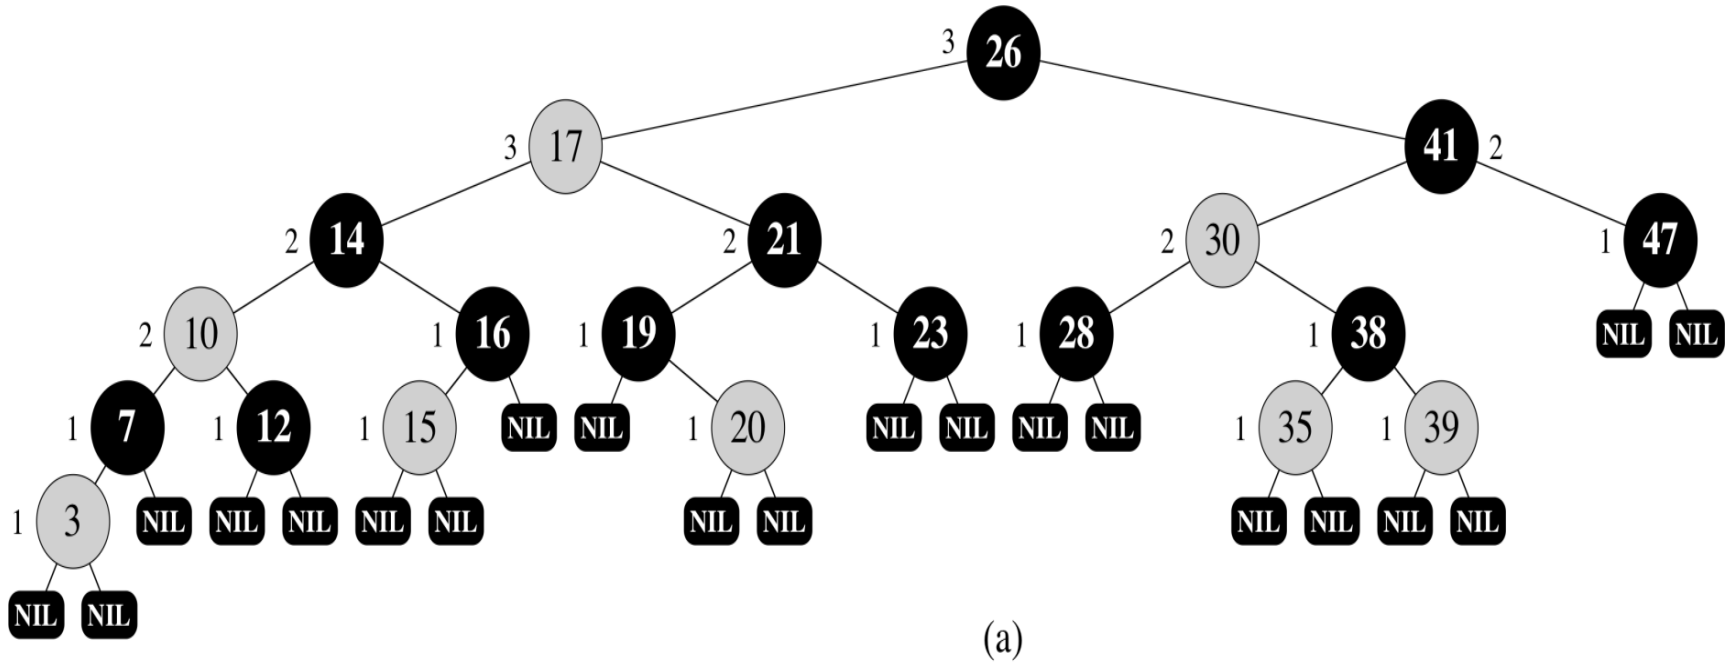 3 26
3 17 41 2
2 14 2 21 2 30 1 47
2 10 1 16 1 19 1 23 1 28 1 38 NIL NIL
1 7 1 12 1 15 NIL NIL 1 20 NIL NIL NIL NIL 1 35 1 39
1 3 NIL NIL NIL NIL NIL NIL NIL NIL NIL NIL NIL
NIL NIL
(a)